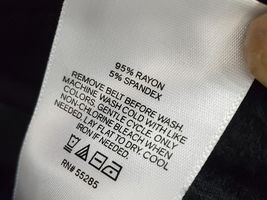 95% RAYON
5% SPANDEX
REMOVE BELT BEFORE WASH.
MACHINE WASH COLD WITH LIKE
COLORS. GENTLE CYCLE. ONLY
NON-CHLORINE BLEACH WHEN
NEEDED. LAY FLAT TO DRY. COOL
IRON IF NEEDED.
RN# 55285